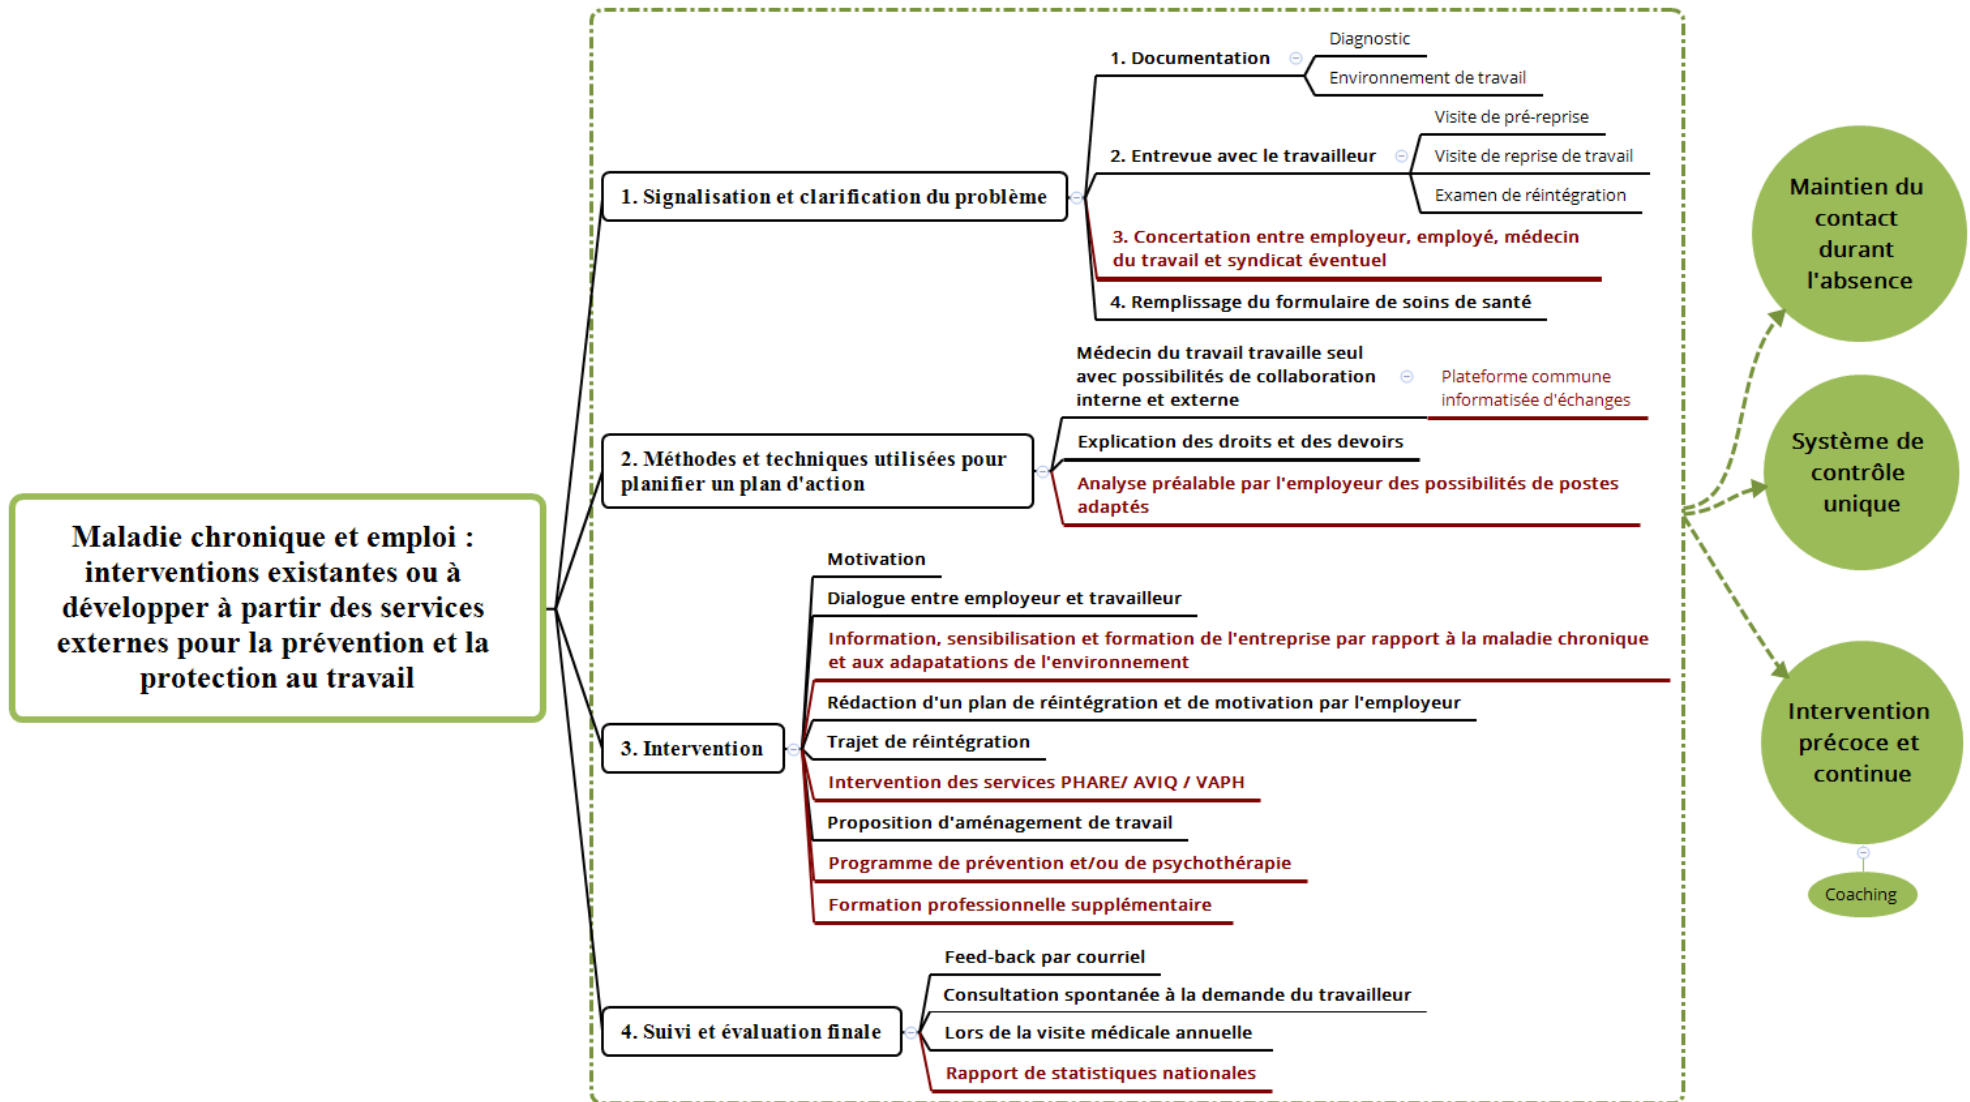 Maladie chronique et emploi :
interventions existantes ou à
développer à partir des services
externes pour la prévention et la
protection au travail
1. Signalisation et clarification du problème
1. Documentation
Diagnostic
Environnement de travail
2. Entrevue avec le travailleur
Visite de pré-reprise
Visite de reprise de travail
Examen de réintégration
3. Concertation entre employeur, employé, médecin
du travail et syndicat éventuel
4. Remplissage du formulaire de soins de santé
2. Méthodes et techniques utilisées pour
planifier un plan d'action
Médecin du travail travaille seul
avec possibilités de collaboration
interne et externe
Plateforme commune
informatisée d'échanges
Explication des droits et des devoirs
Analyse préalable par l'employeur des possibilités de postes
adaptés
3. Intervention
Motivation
Dialogue entre employeur et travailleur
Information, sensibilisation et formation de l'entreprise par rapport à la maladie chronique
et aux adapatations de l'environnement
Rédaction d'un plan de réintégration et de motivation par l'employeur
Trajet de réintégration
Intervention des services PHARE/ AVIQ / VAPH
Proposition d'aménagement de travail
Programme de prévention et/ou de psychothérapie
Formation professionnelle supplémentaire
4. Suivi et évaluation finale
Feed-back par courriel
Consultation spontanée à la demande du travailleur
Lors de la visite médicale annuelle
Rapport de statistiques nationales
Maintien du
contact
durant
l'absence
Système de
contrôle
unique
Intervention
précoce et
continue
Coaching